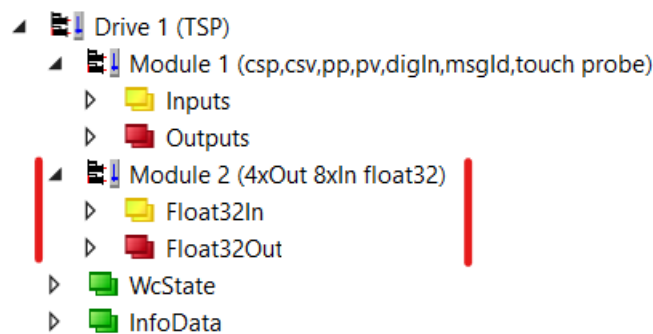 Drive 1 (TSP)
Module 1 (csp,csv,pp,pv,digIn,msgId,touch probe)
Inputs
Outputs
Module 2 (4xOut 8xIn float32)
Float32In
Float32Out
WcState
InfoData